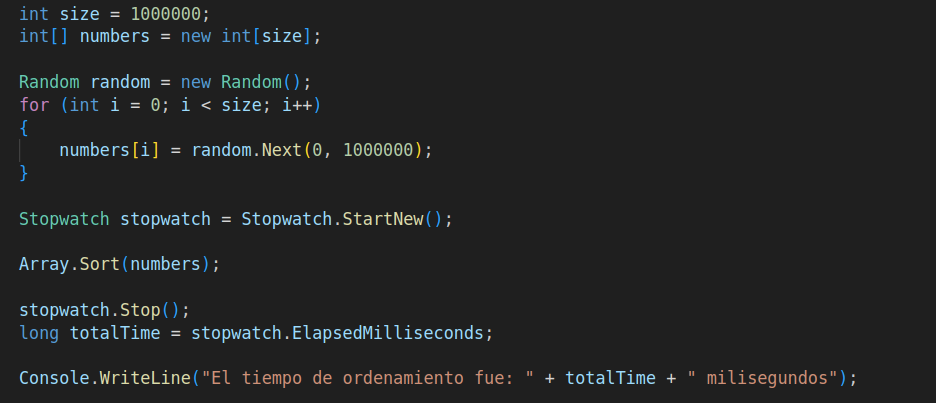 int size = 1000000;
int[] numbers = new int[size];
Random random = new Random();
for (int i = 0; i < size; i++)
{
numbers[i] = random.Next(0, 1000000);
}
Stopwatch stopwatch = Stopwatch.StartNew();
Array.Sort(numbers);
stopwatch.Stop();
long totalTime = stopwatch.ElapsedMilliseconds;
Console.WriteLine("El tiempo de ordenamiento fue: " + totalTime + " milisegundos");